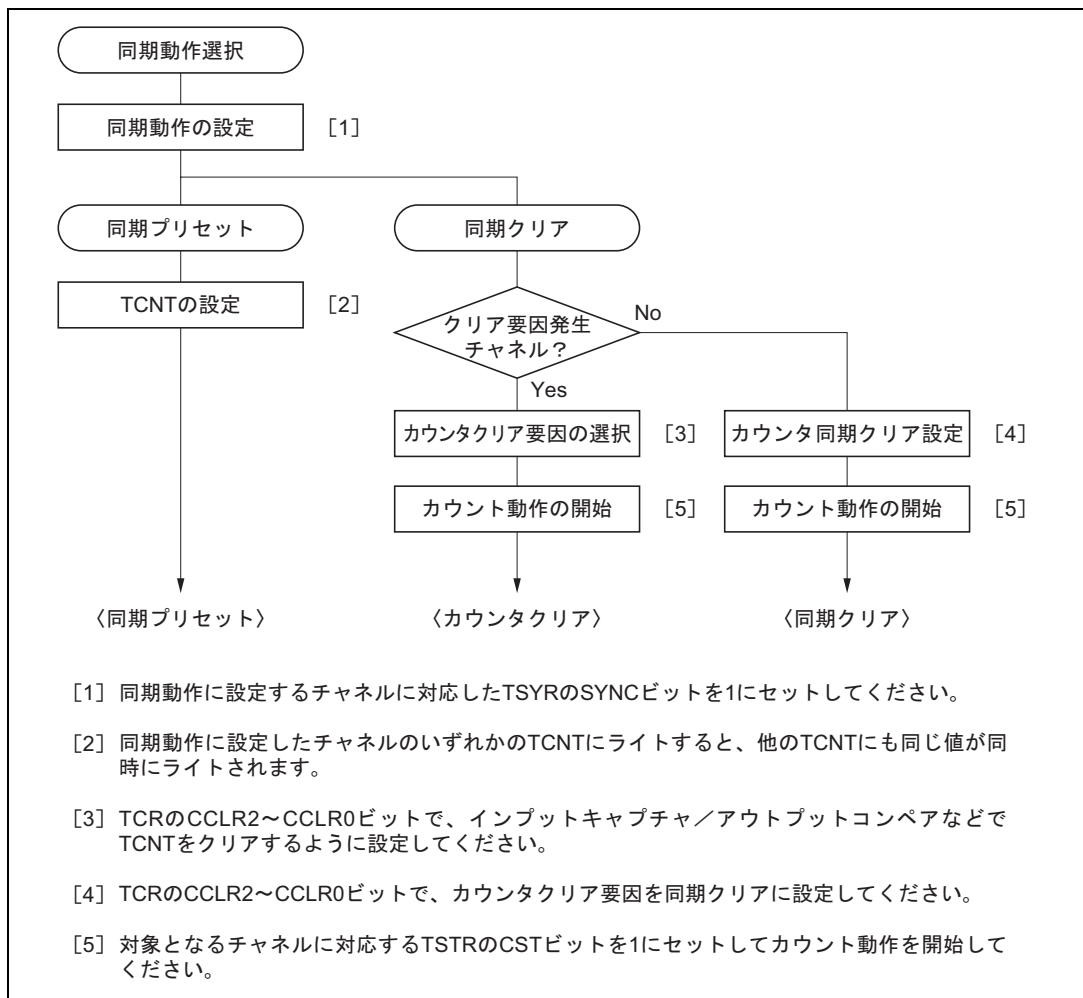 同期動作選択
同期動作の設定 [1]
同期プリセット
同期クリア
TCNTの設定 [2]
クリア要因発生
チャネル？
No
Yes
カウンタクリア要因の選択 [3]
カウンタ同期クリア設定 [4]
カウント動作の開始 [5]
カウント動作の開始 [5]
〈同期プリセット〉
〈カウンタクリア〉
〈同期クリア〉
[1] 同期動作に設定するチャネルに対応したTSYRのSYNCビットを1にセットしてください。
[2] 同期動作に設定したチャネルのいずれかのTCNTにライトすると、他のTCNTにも同じ値が同
時にライトされます。
[3] TCRのCCLR2～CCLR0ビットで、インプットキャプチャ／アウトプットコンペアなどで
TCNTをクリアするように設定してください。
[4] TCRのCCLR2～CCLR0ビットで、カウンタクリア要因を同期クリアに設定してください。
[5] 対象となるチャネルに対応するTSTRのCSTビットを1にセットしてカウント動作を開始して
ください。